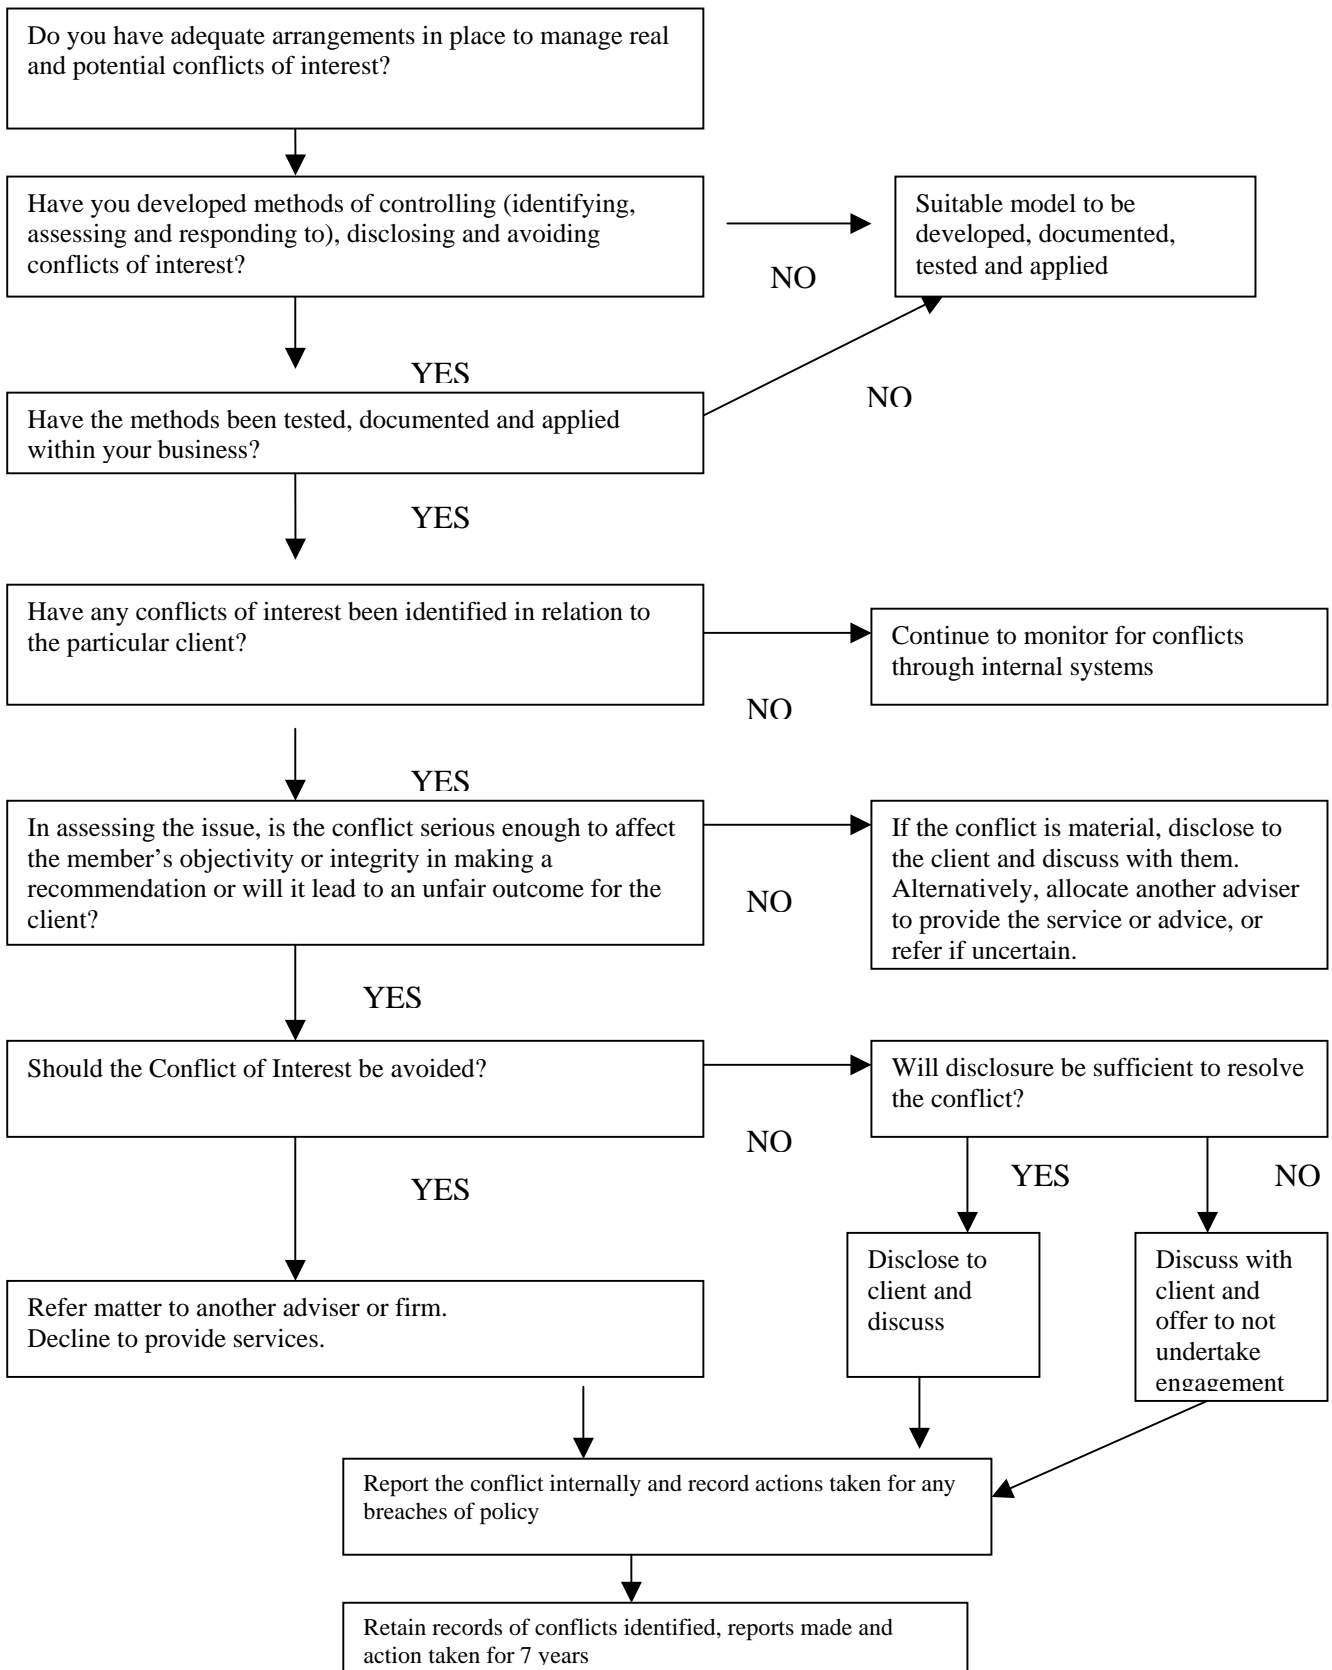 Do you have adequate arrangements in place to manage real
and potential conflicts of interest?
Have you developed methods of controlling (identifying,
assessing and responding to), disclosing and avoiding
conflicts of interest?
NO
Suitable model to be
developed, documented,
tested and applied
YES
NO
Have the methods been tested, documented and applied
within your business?
YES
Have any conflicts of interest been identified in relation to
the particular client?
NO
Continue to monitor for conflicts
through internal systems
YES
In assessing the issue, is the conflict serious enough to affect
the member’s objectivity or integrity in making a
recommendation or will it lead to an unfair outcome for the
client?
NO
If the conflict is material, disclose to
the client and discuss with them.
Alternatively, allocate another adviser
to provide the service or advice, or
refer if uncertain.
YES
Should the Conflict of Interest be avoided?
NO
Will disclosure be sufficient to resolve
the conflict?
YES
YES
NO
Refer matter to another adviser or firm.
Decline to provide services.
Disclose to
client and
discuss
Discuss with
client and
offer to not
undertake
engagement
Report the conflict internally and record actions taken for any
breaches of policy
Retain records of conflicts identified, reports made and
action taken for 7 years